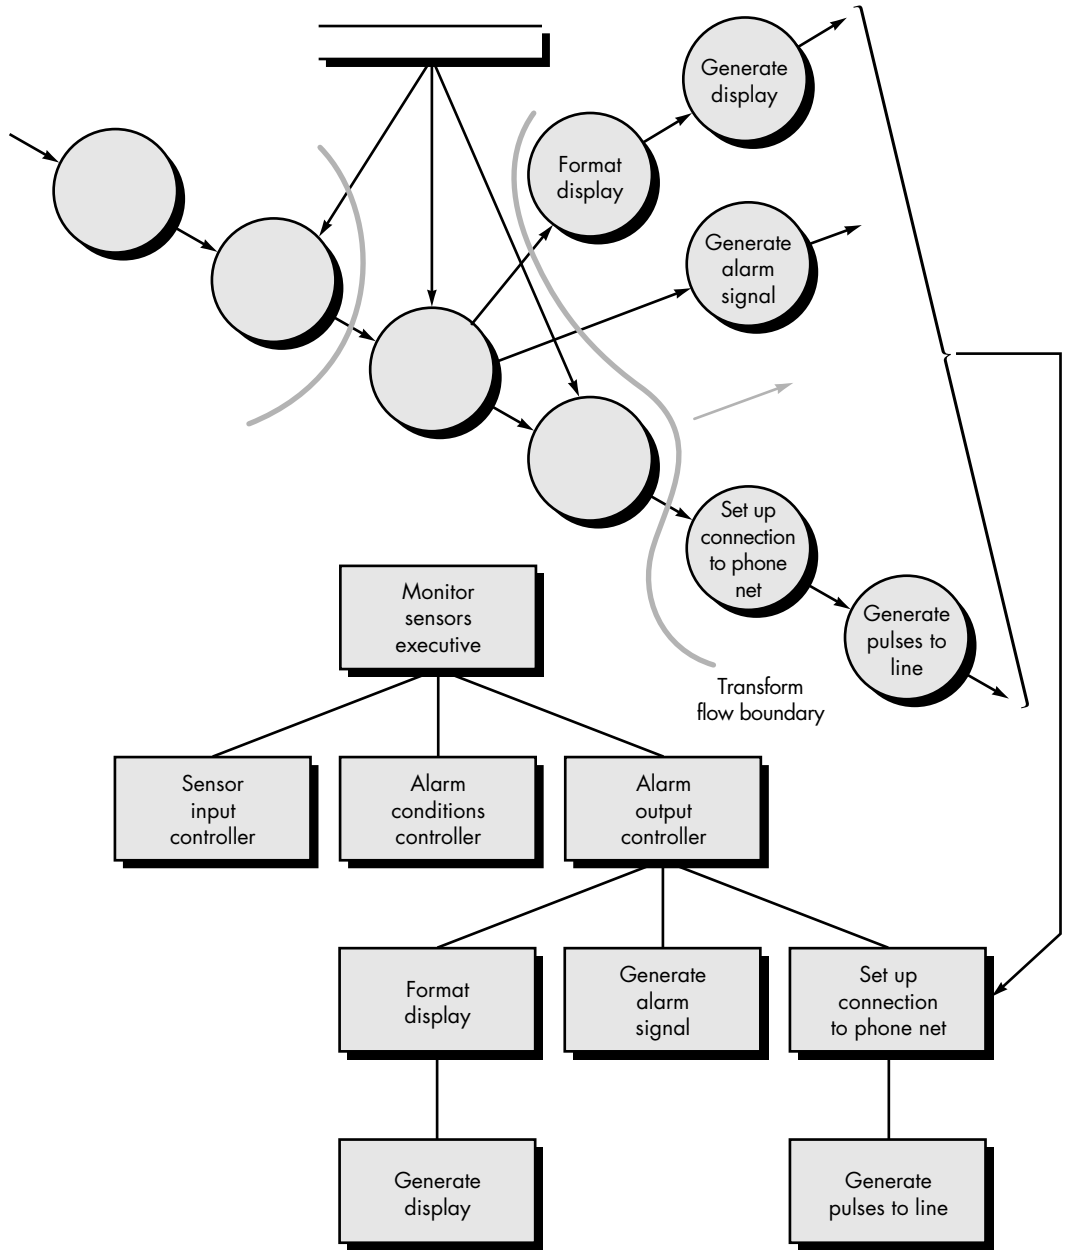 Generate
display
Format
display
Generate
alarm
signal
Set up
connection
to phone
net
Generate
pulses to
line
Transform
flow boundary
Monitor
sensors
executive
Sensor
input
controller
Alarm
conditions
controller
Alarm
output
controller
Format
display
Generate
alarm
signal
Set up
connection
to phone net
Generate
display
Generate
pulses to line